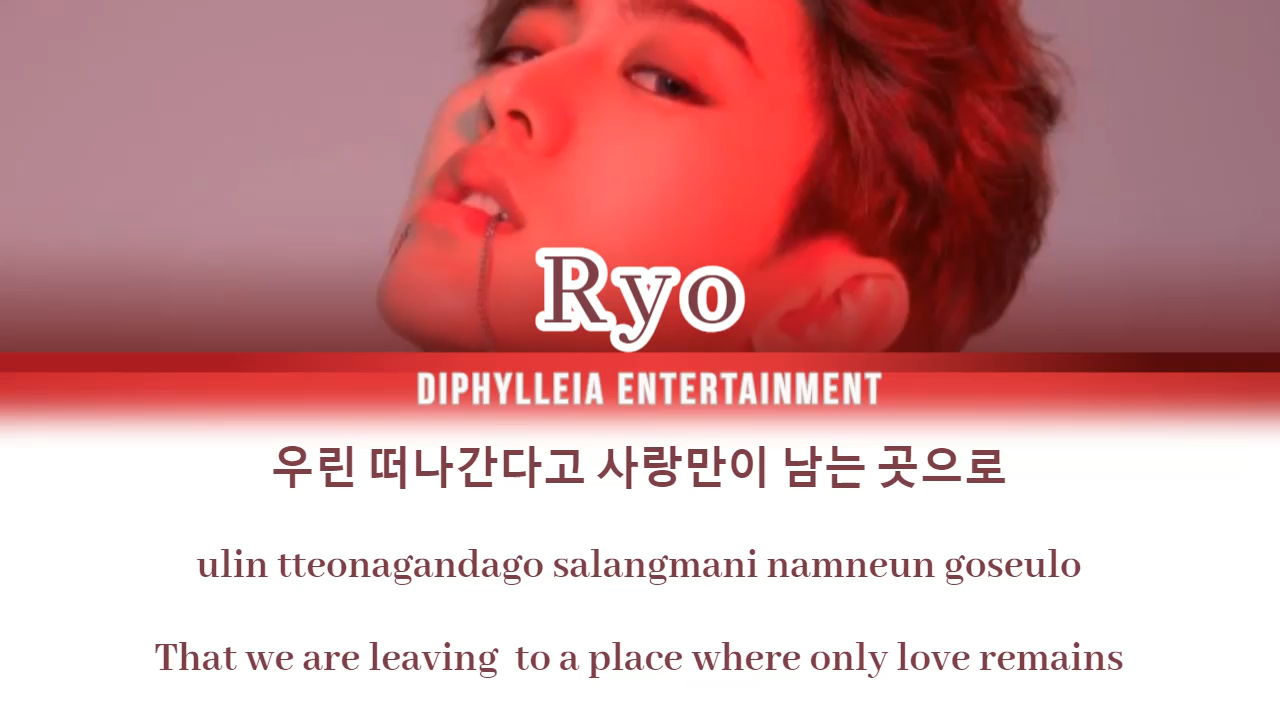 Ryo
DIPHYLLEIA ENTERTAINMENT
우린 떠나간다고 사랑만이 남는 곳으로
ulin tteonagandago salangmani namneun goseulo
That we are leaving  to a place where only love remains